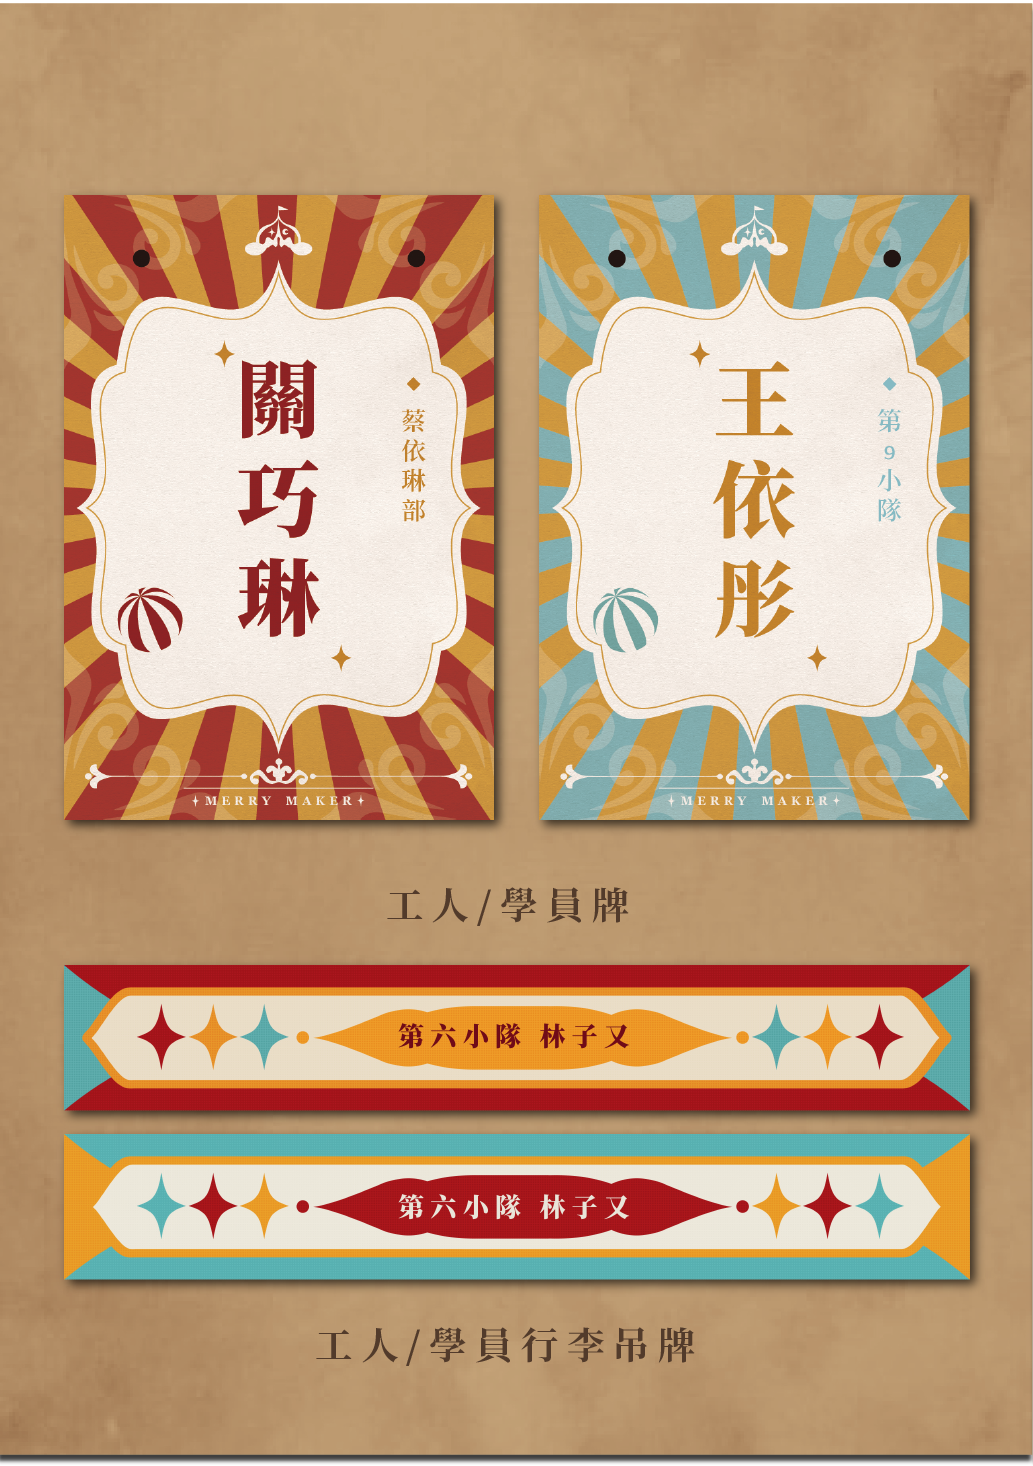 關巧琳
蔡依琳部
MERRY MAKER
王依彤
第9小隊
MERRY MAKER
工人/學員牌
第六小隊 林子又
第六小隊 林子又
工人/學員行李吊牌